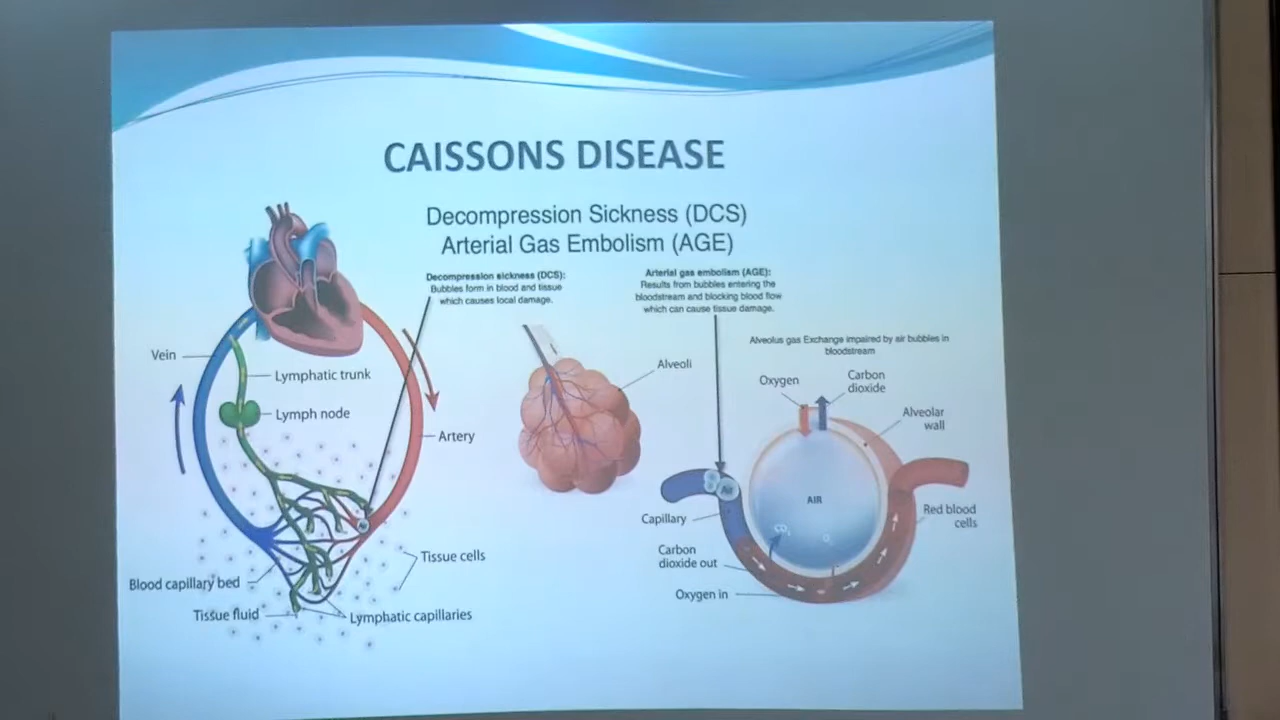 CAISSONS DISEASE
Decompression Sickness (DCS)
Arterial Gas Embolism (AGE)
Decompression sickness (DCS):
Bubbles form in blood and tissue
which causes local damage.
Arterial gas embolism (AGE):
Results from bubbles entering the
bloodstream and blocking blood flow
which can cause tissue damage.
Vein
Lymphatic trunk
Lymph node
Artery
Tissue cells
Blood capillary bed
Tissue fluid
Lymphatic capillaries
Alveoli
Alveolus gas Exchange impaired by air bubbles in
bloodstream
Oxygen
Carbon
dioxide
Alveolar
wall
AIR
Capillary
Red blood
cells
CO₂
O₂
Carbon
dioxide out
Oxygen in